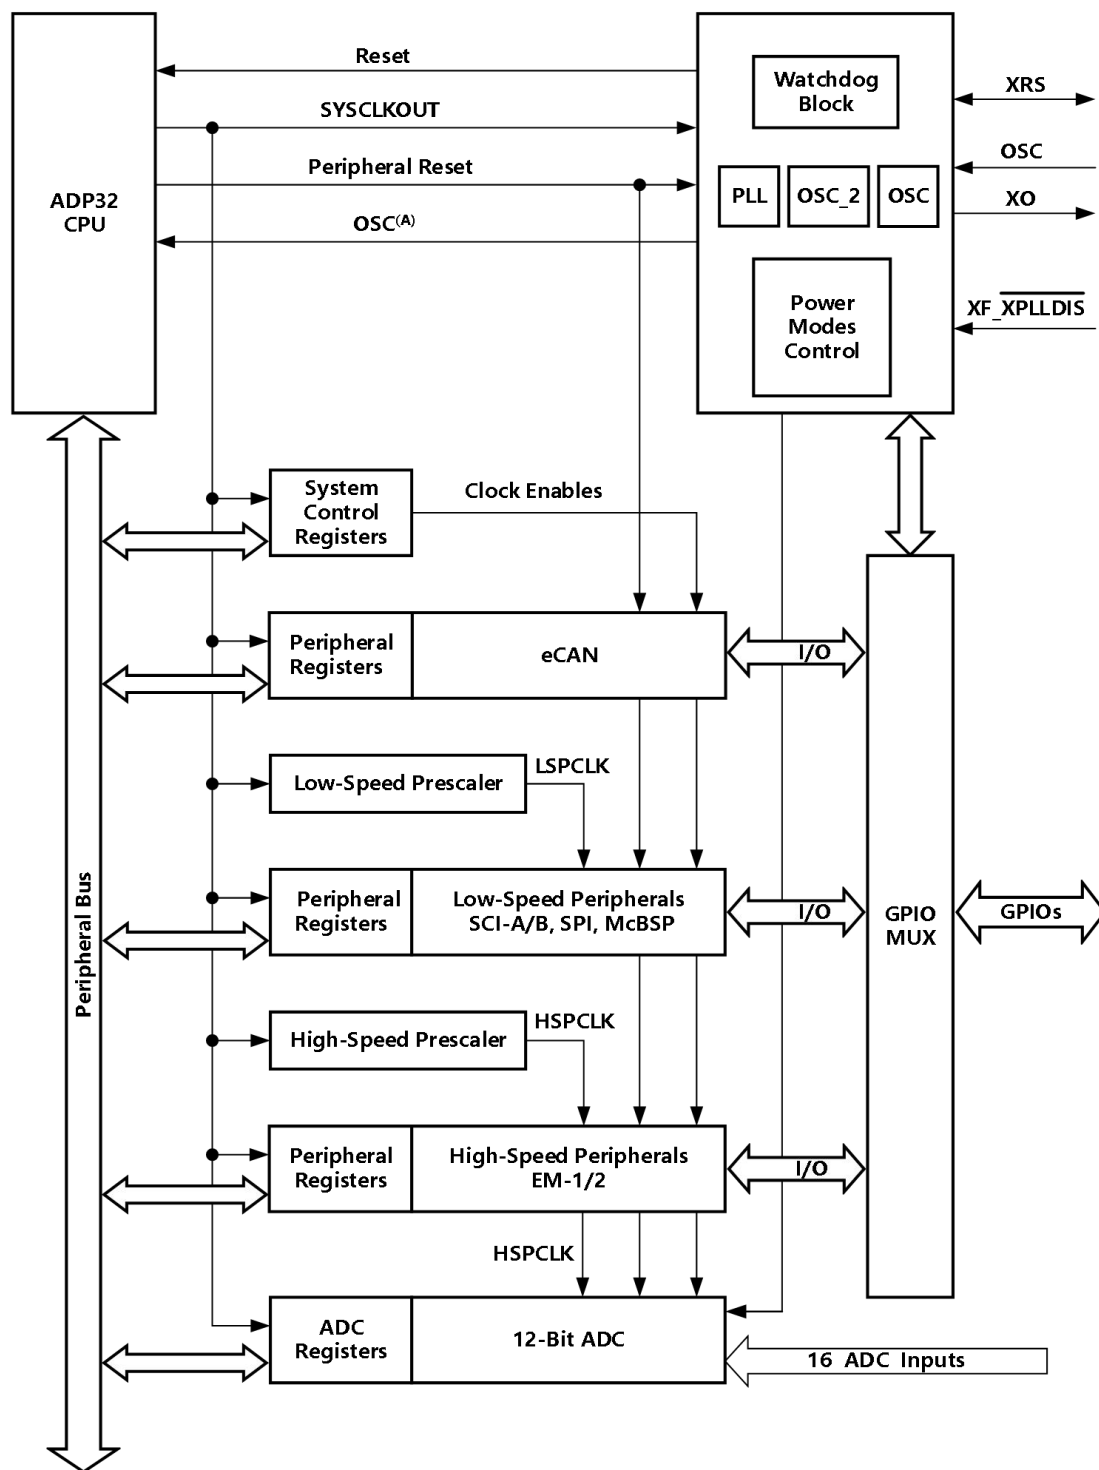 Reset
SYSCLKOUT
Peripheral Reset
OSC(A)
ADP32
CPU
Watchdog
Block
PLL
OSC_2
OSC
Power
Modes
Control
XRS
OSC
XO
XF_XPLLDIS
System
Control
Registers
Clock Enables
Peripheral
Registers
eCAN
I/O
Low-Speed Prescaler
LSPCLK
Peripheral
Registers
Low-Speed Peripherals
SCI-A/B, SPI, McBSP
I/O
GPIO
MUX
GPIOs
Peripheral Bus
High-Speed Prescaler
HSPCLK
Peripheral
Registers
High-Speed Peripherals
EM-1/2
I/O
HSPCLK
ADC
Registers
12-Bit ADC
16 ADC Inputs